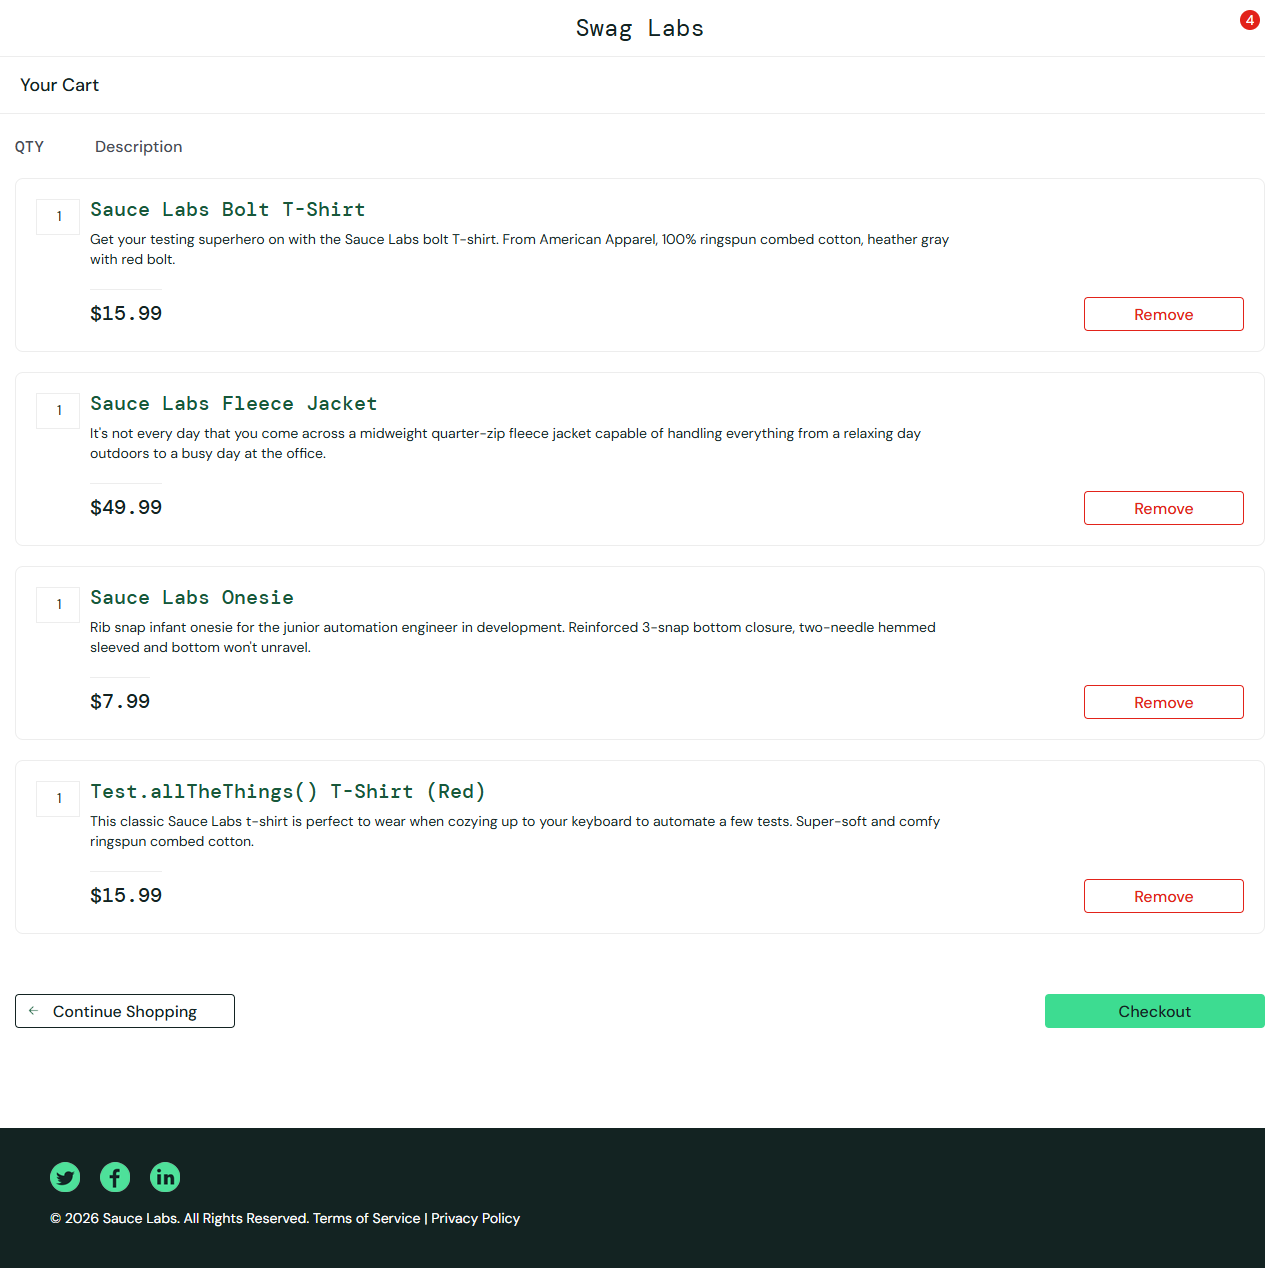 Swag Labs
4
Your Cart
QTY Description
1
Sauce Labs Bolt T-Shirt
Get your testing superhero on with the Sauce Labs bolt T-shirt. From American Apparel, 100% ringspun combed cotton, heather gray
with red bolt.
$15.99
Remove
1
Sauce Labs Fleece Jacket
It's not every day that you come across a midweight quarter-zip fleece jacket capable of handling everything from a relaxing day
outdoors to a busy day at the office.
$49.99
Remove
1
Sauce Labs Onesie
Rib snap infant onesie for the junior automation engineer in development. Reinforced 3-snap bottom closure, two-needle hemmed
sleeved and bottom won't unravel.
$7.99
Remove
1
Test.allTheThings() T-Shirt (Red)
This classic Sauce Labs t-shirt is perfect to wear when cozying up to your keyboard to automate a few tests. Super-soft and comfy
ringspun combed cotton.
$15.99
Remove
Continue Shopping
Checkout
© 2026 Sauce Labs. All Rights Reserved. Terms of Service | Privacy Policy